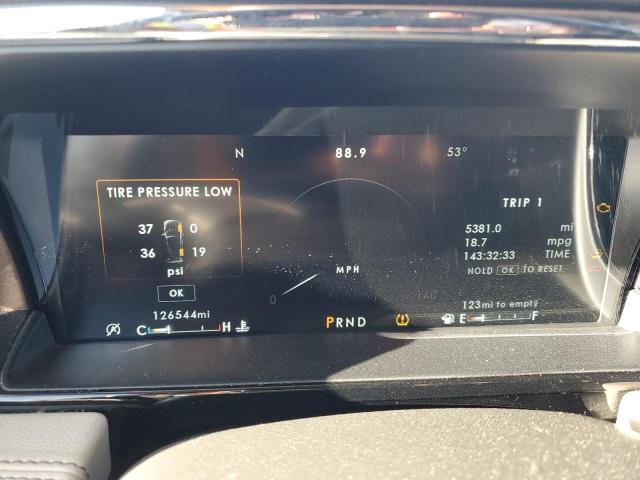 N 88.9 53°
TIRE PRESSURE LOW
37 0
36 19
psi
OK
126544mi
C H
MPH
0
140
PRND
TRIP 1
5381.0 mi
18.7 mpg
143:32:33 TIME
HOLD OK TO RESET
123mi to empty
E F